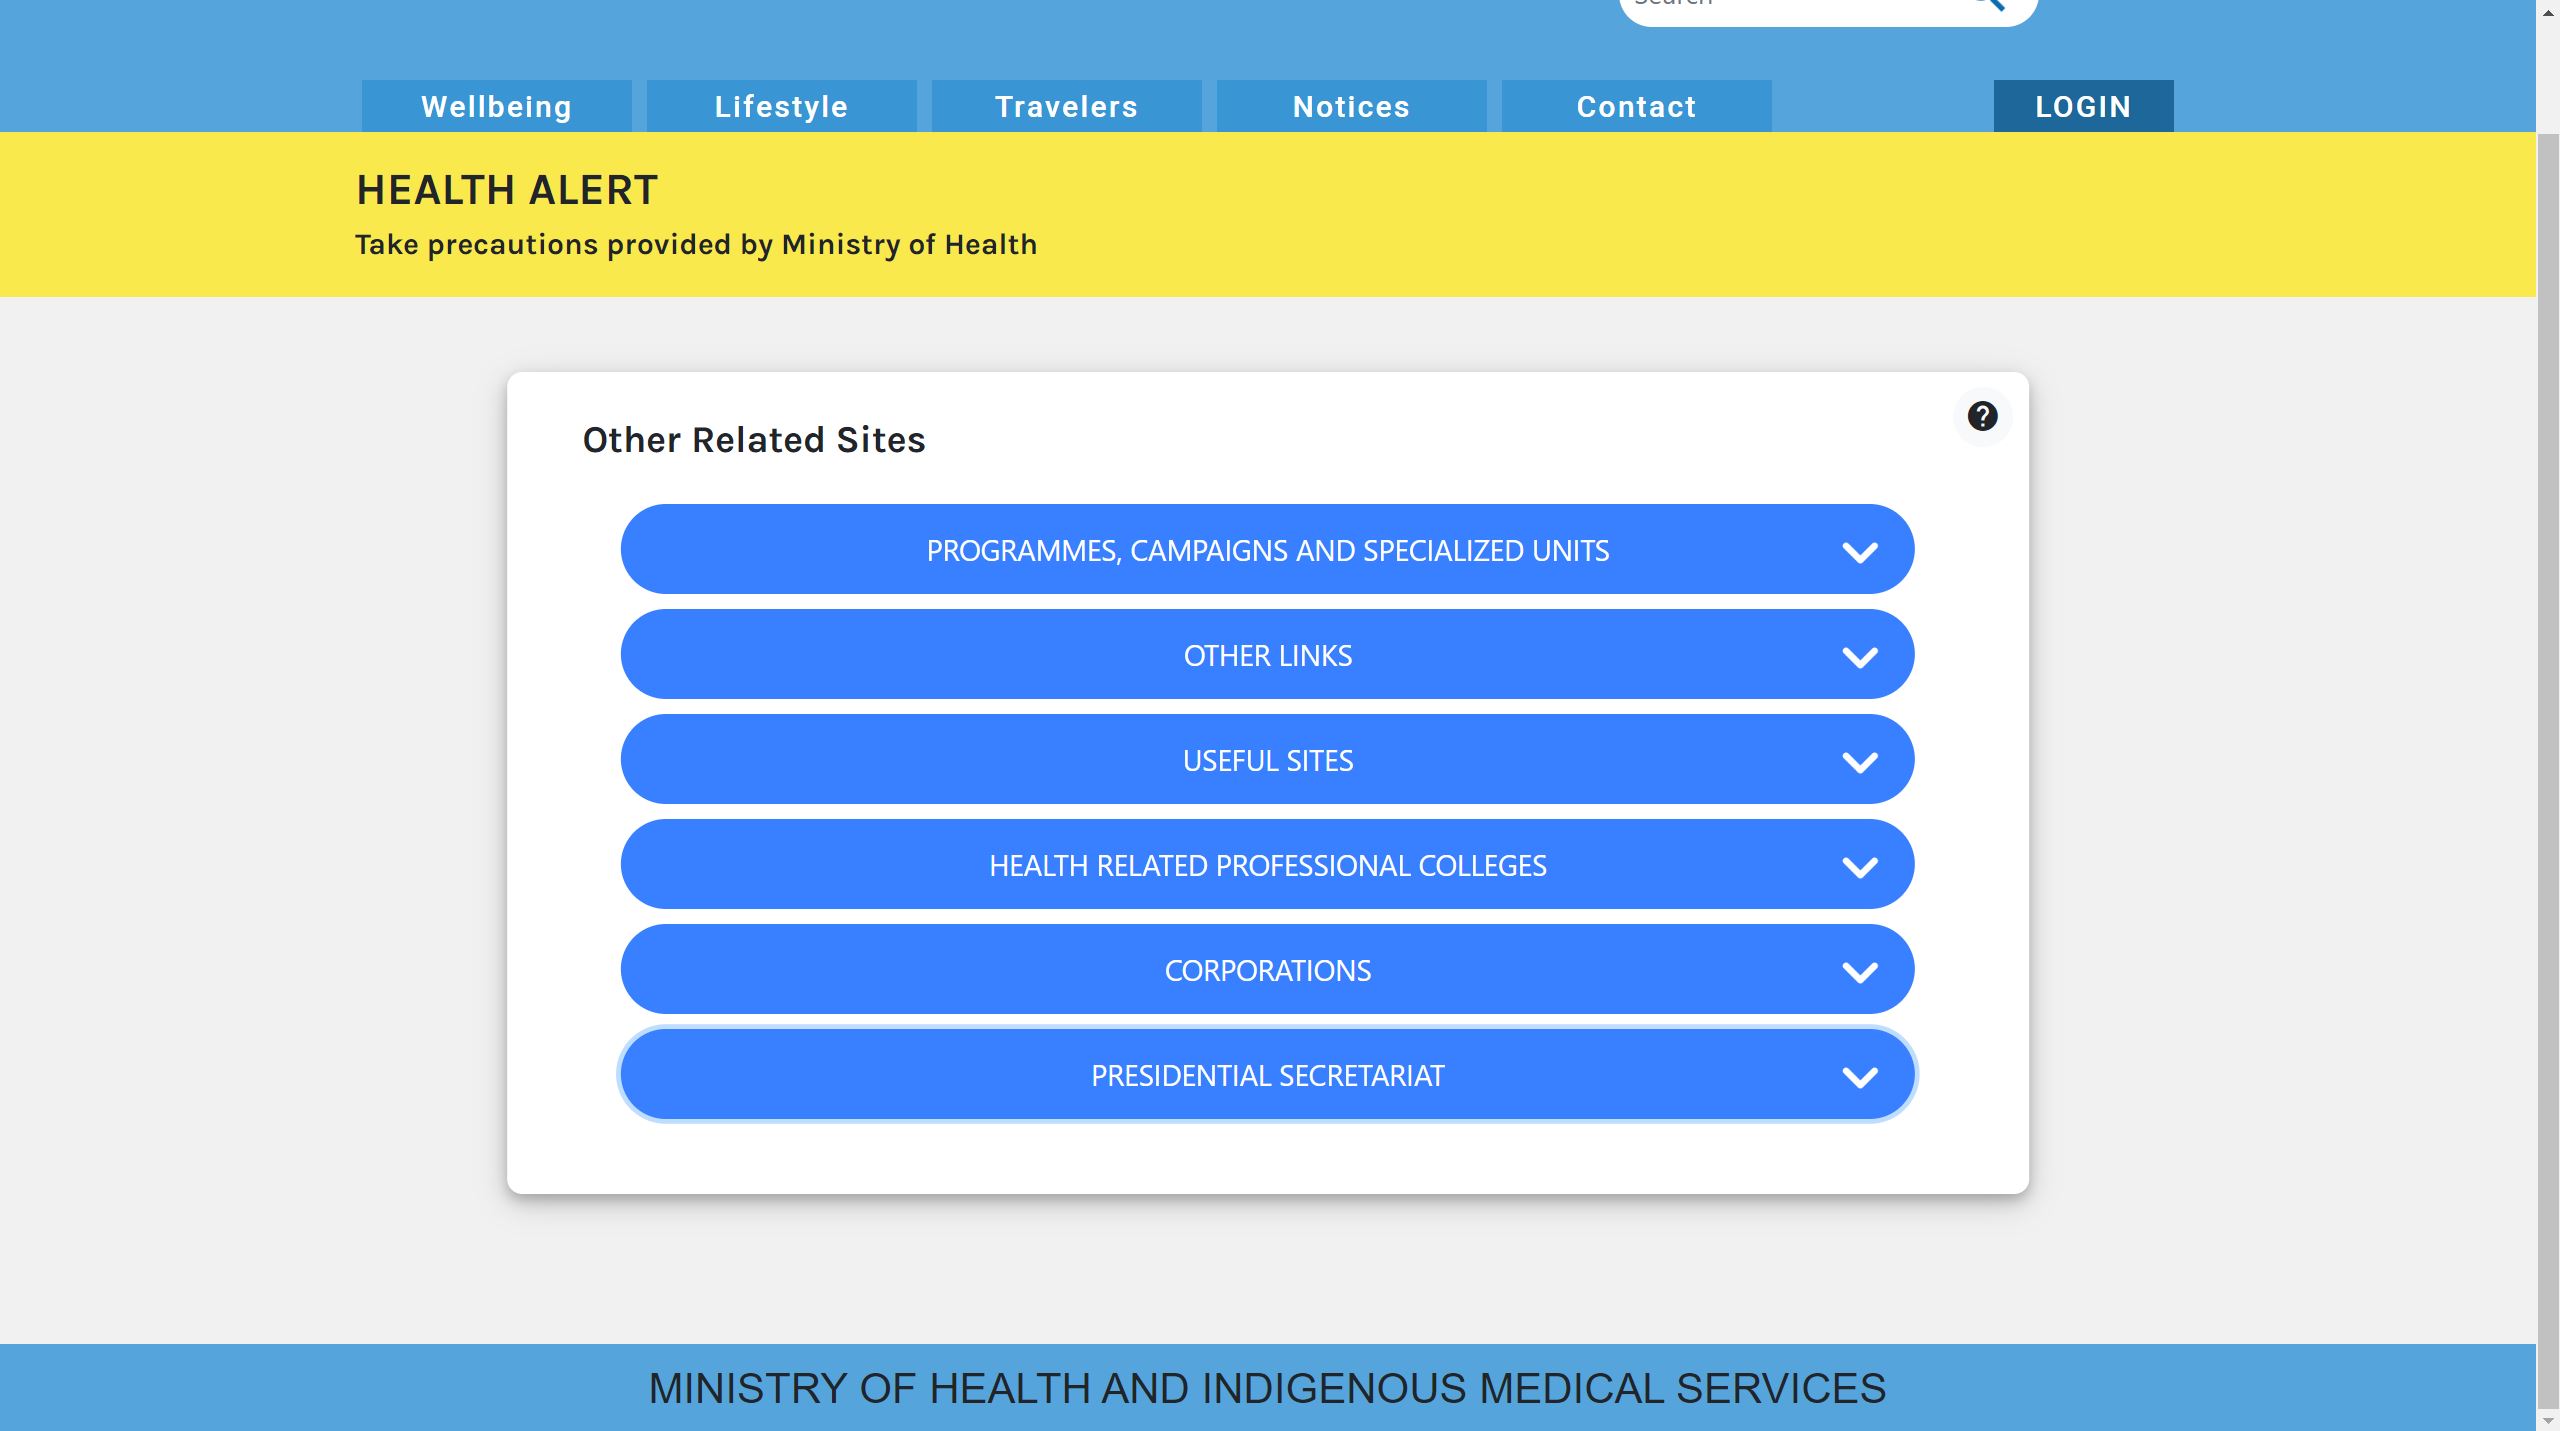 Search
Wellbeing
Lifestyle
Travelers
Notices
Contact
LOGIN
HEALTH ALERT
Take precautions provided by Ministry of Health
Other Related Sites
PROGRAMMES, CAMPAIGNS AND SPECIALIZED UNITS
OTHER LINKS
USEFUL SITES
HEALTH RELATED PROFESSIONAL COLLEGES
CORPORATIONS
PRESIDENTIAL SECRETARIAT
MINISTRY OF HEALTH AND INDIGENOUS MEDICAL SERVICES